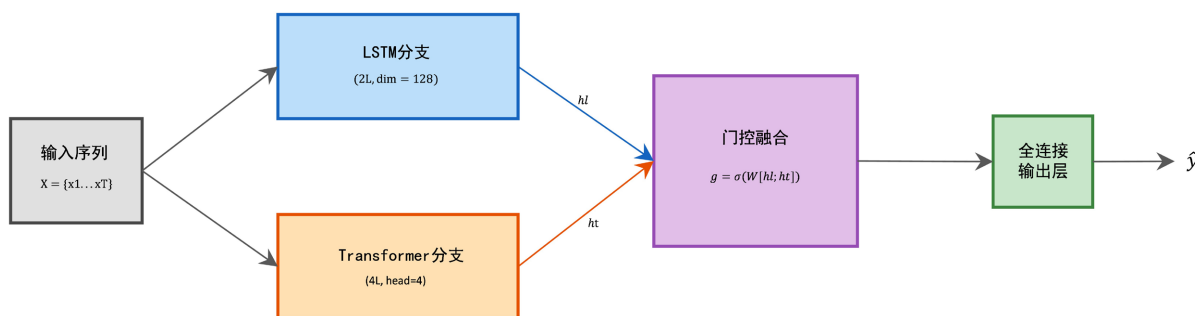 输入序列
X = {x1...xT}
LSTM分支
(2L, dim = 128)
Transformer分支
(4L, head=4)
hl
ht
门控融合
g = σ(W[hl; ht])
全连接
输出层
ŷ